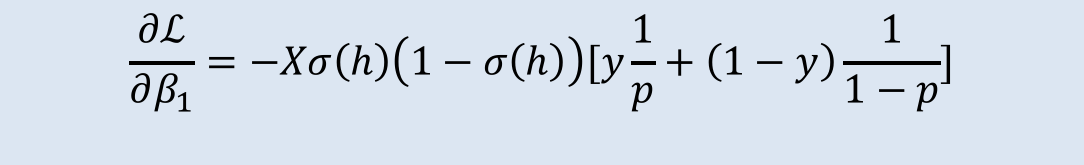 ∂ℒ/∂β₁ = −Xσ(h)(1 − σ(h))[y 1/p + (1 − y) 1/(1 − p)]